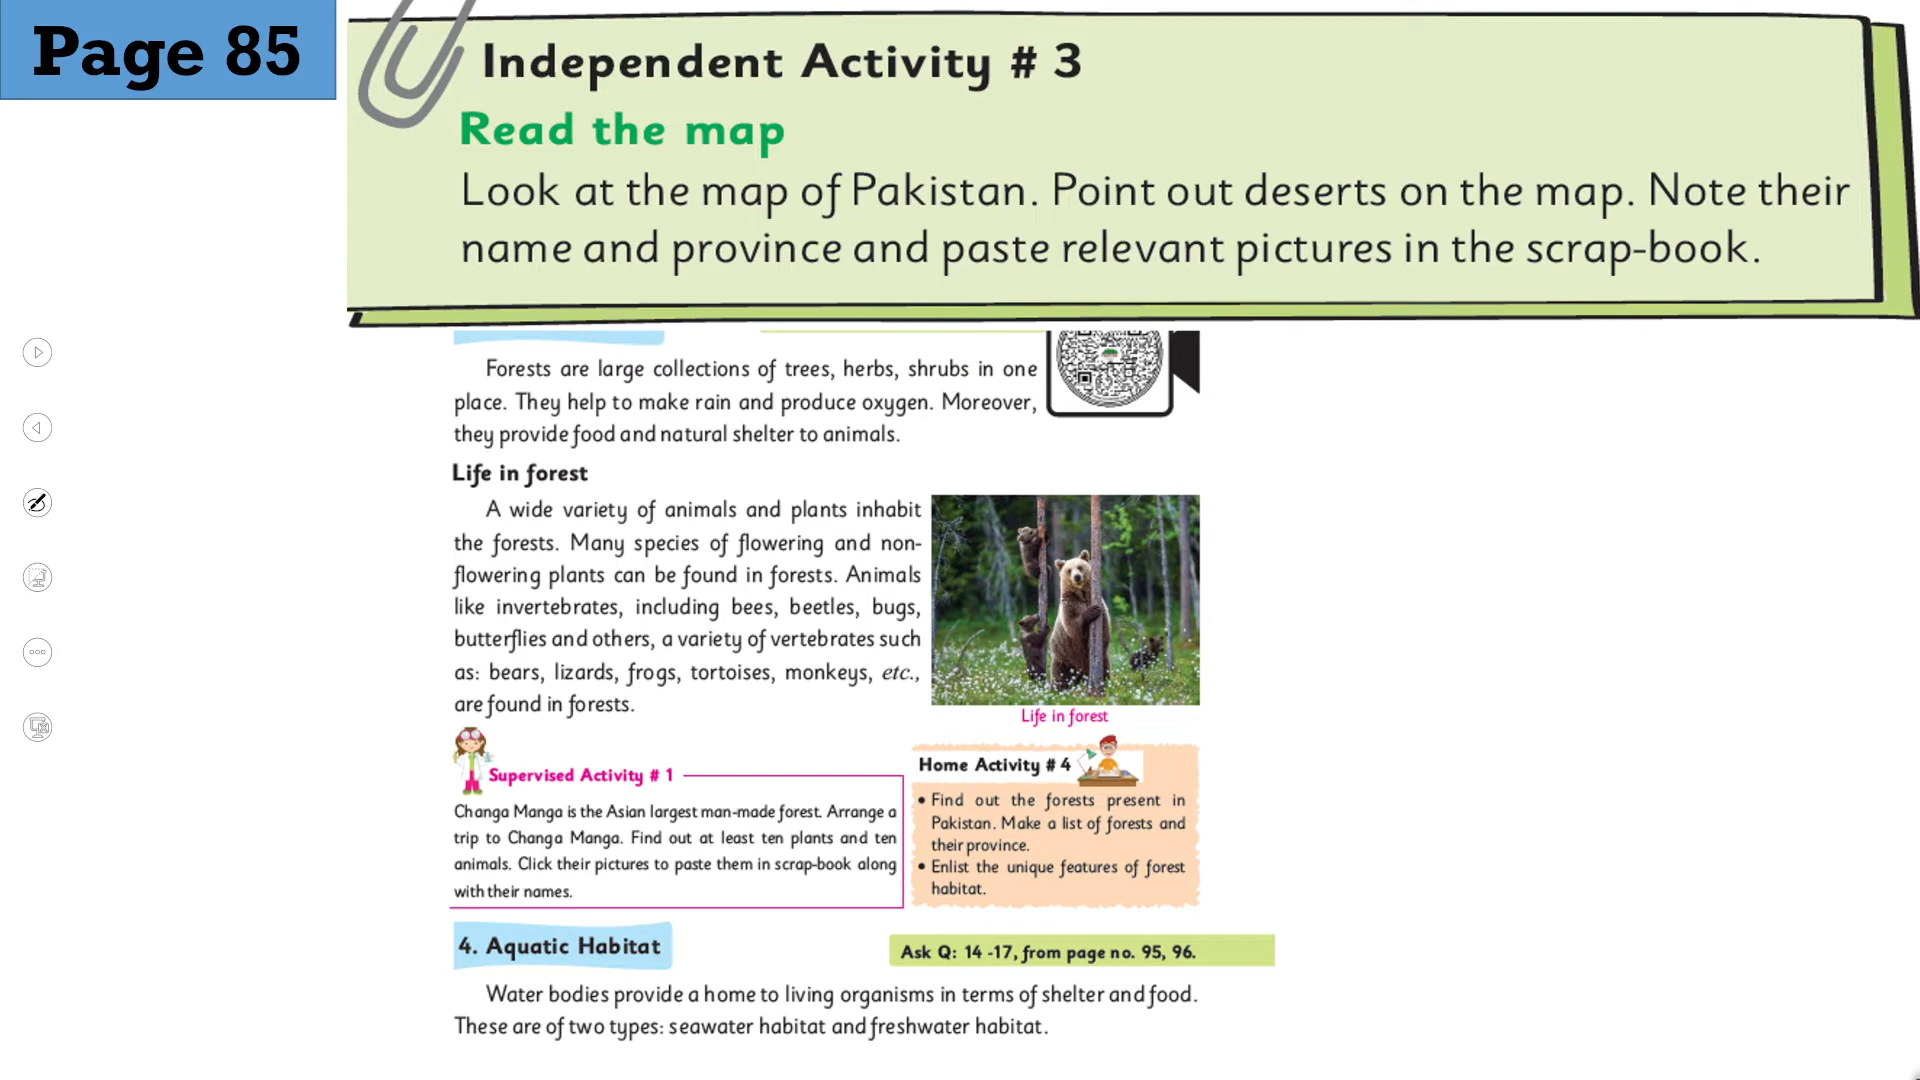 Page 85
Independent Activity # 3
Read the map
Look at the map of Pakistan. Point out deserts on the map. Note their
name and province and paste relevant pictures in the scrap-book.
Forests are large collections of trees, herbs, shrubs in one
place. They help to make rain and produce oxygen. Moreover,
they provide food and natural shelter to animals.
Life in forest
A wide variety of animals and plants inhabit
the forests. Many species of flowering and non-
flowering plants can be found in forests. Animals
like invertebrates, including bees, beetles, bugs,
butterflies and others, a variety of vertebrates such
as: bears, lizards, frogs, tortoises, monkeys, etc.,
are found in forests.
Life in forest
Supervised Activity # 1
Changa Manga is the Asian largest man-made forest. Arrange a
trip to Changa Manga. Find out at least ten plants and ten
animals. Click their pictures to paste them in scrap-book along
with their names.
Home Activity # 4
• Find out the forests present in
Pakistan. Make a list of forests and
their province.
• Enlist the unique features of forest
habitat.
4. Aquatic Habitat
Ask Q: 14 -17, from page no. 95, 96.
Water bodies provide a home to living organisms in terms of shelter and food.
These are of two types: seawater habitat and freshwater habitat.